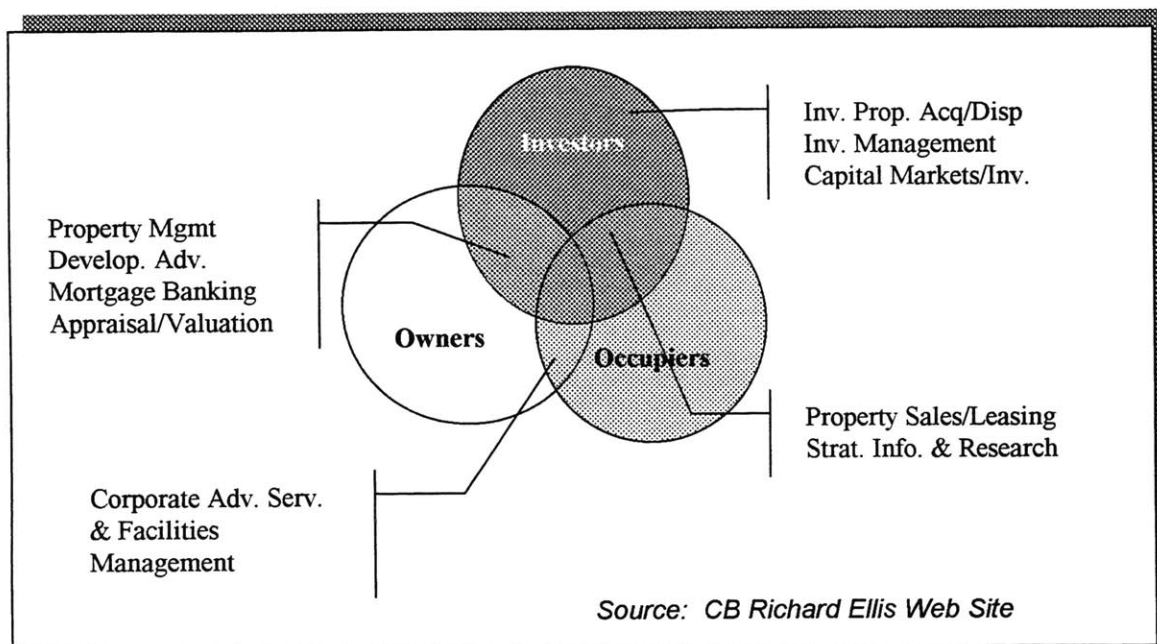 Investors
Inv. Prop. Acq/Disp
Inv. Management
Capital Markets/Inv.
Property Mgmt
Develop. Adv.
Mortgage Banking
Appraisal/Valuation
Owners
Occupiers
Property Sales/Leasing
Strat. Info. & Research
Corporate Adv. Serv.
& Facilities
Management
Source: CB Richard Ellis Web Site